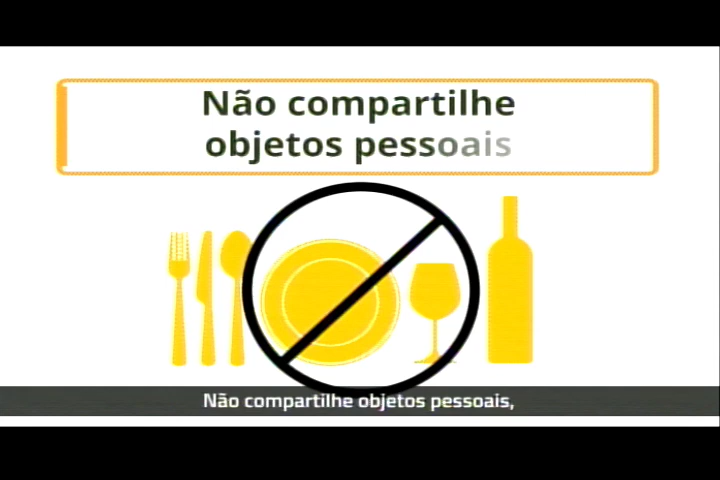 Não compartilhe
objetos pessoais
Não compartilhe objetos pessoais,